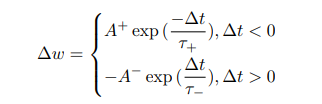 A⁺ exp (−Δt/τ₊), Δt < 0
Δw =
−A⁻ exp (Δt/τ₋), Δt > 0